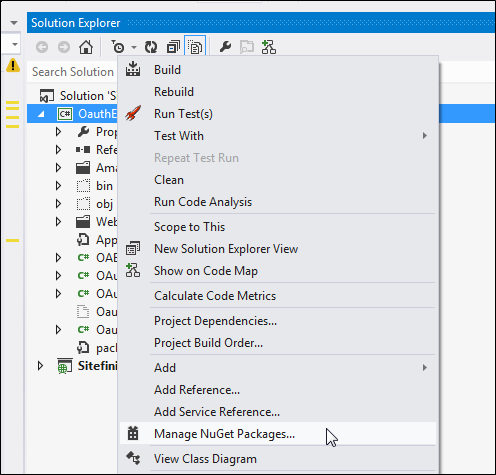 Solution Explorer
Search Solution
Solution 'S
C# OauthE
Prop
Refe
Ama
bin
obj
Web
App
C# OAE
C# OAu
C# OAu
Oau
C# Oau
pack
Sitefini
Build
Rebuild
Run Test(s)
Test With
Repeat Test Run
Clean
Run Code Analysis
Scope to This
New Solution Explorer View
Show on Code Map
Calculate Code Metrics
Project Dependencies...
Project Build Order...
Add
Add Reference...
Add Service Reference...
Manage NuGet Packages...
View Class Diagram